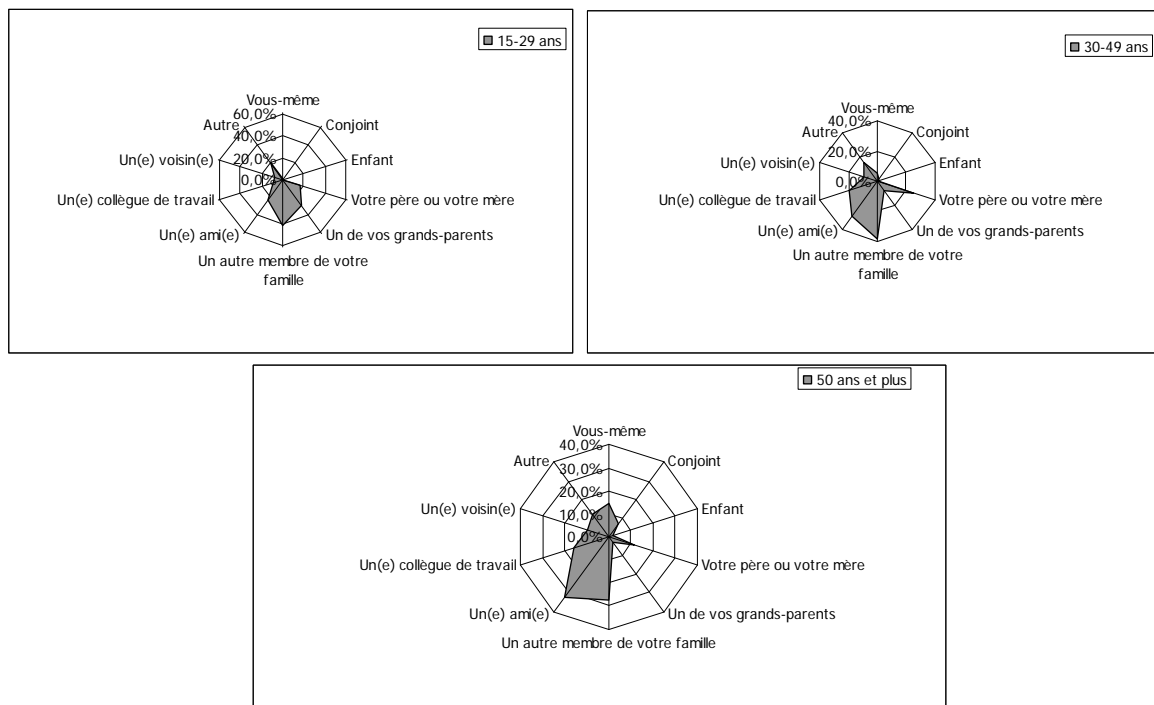 15-29 ans
Vous-même
60,0%
Conjoint
Autre
40,0%
Un(e) voisin(e)
Enfant
20,0%
0,0%
Un(e) collègue de travail
Votre père ou votre mère
Un(e) ami(e)
Un de vos grands-parents
Un autre membre de votre
famille
30-49 ans
Vous-même
40,0%
Autre
Conjoint
20,0%
Un(e) voisin(e)
Enfant
0,0%
Un(e) collègue de travail
Votre père ou votre mère
Un(e) ami(e)
Un de vos grands-parents
Un autre membre de votre
famille
50 ans et plus
Vous-même
40,0%
Autre
Conjoint
30,0%
20,0%
Un(e) voisin(e)
Enfant
10,0%
0,0%
Un(e) collègue de travail
Votre père ou votre mère
Un(e) ami(e)
Un de vos grands-parents
Un autre membre de votre famille